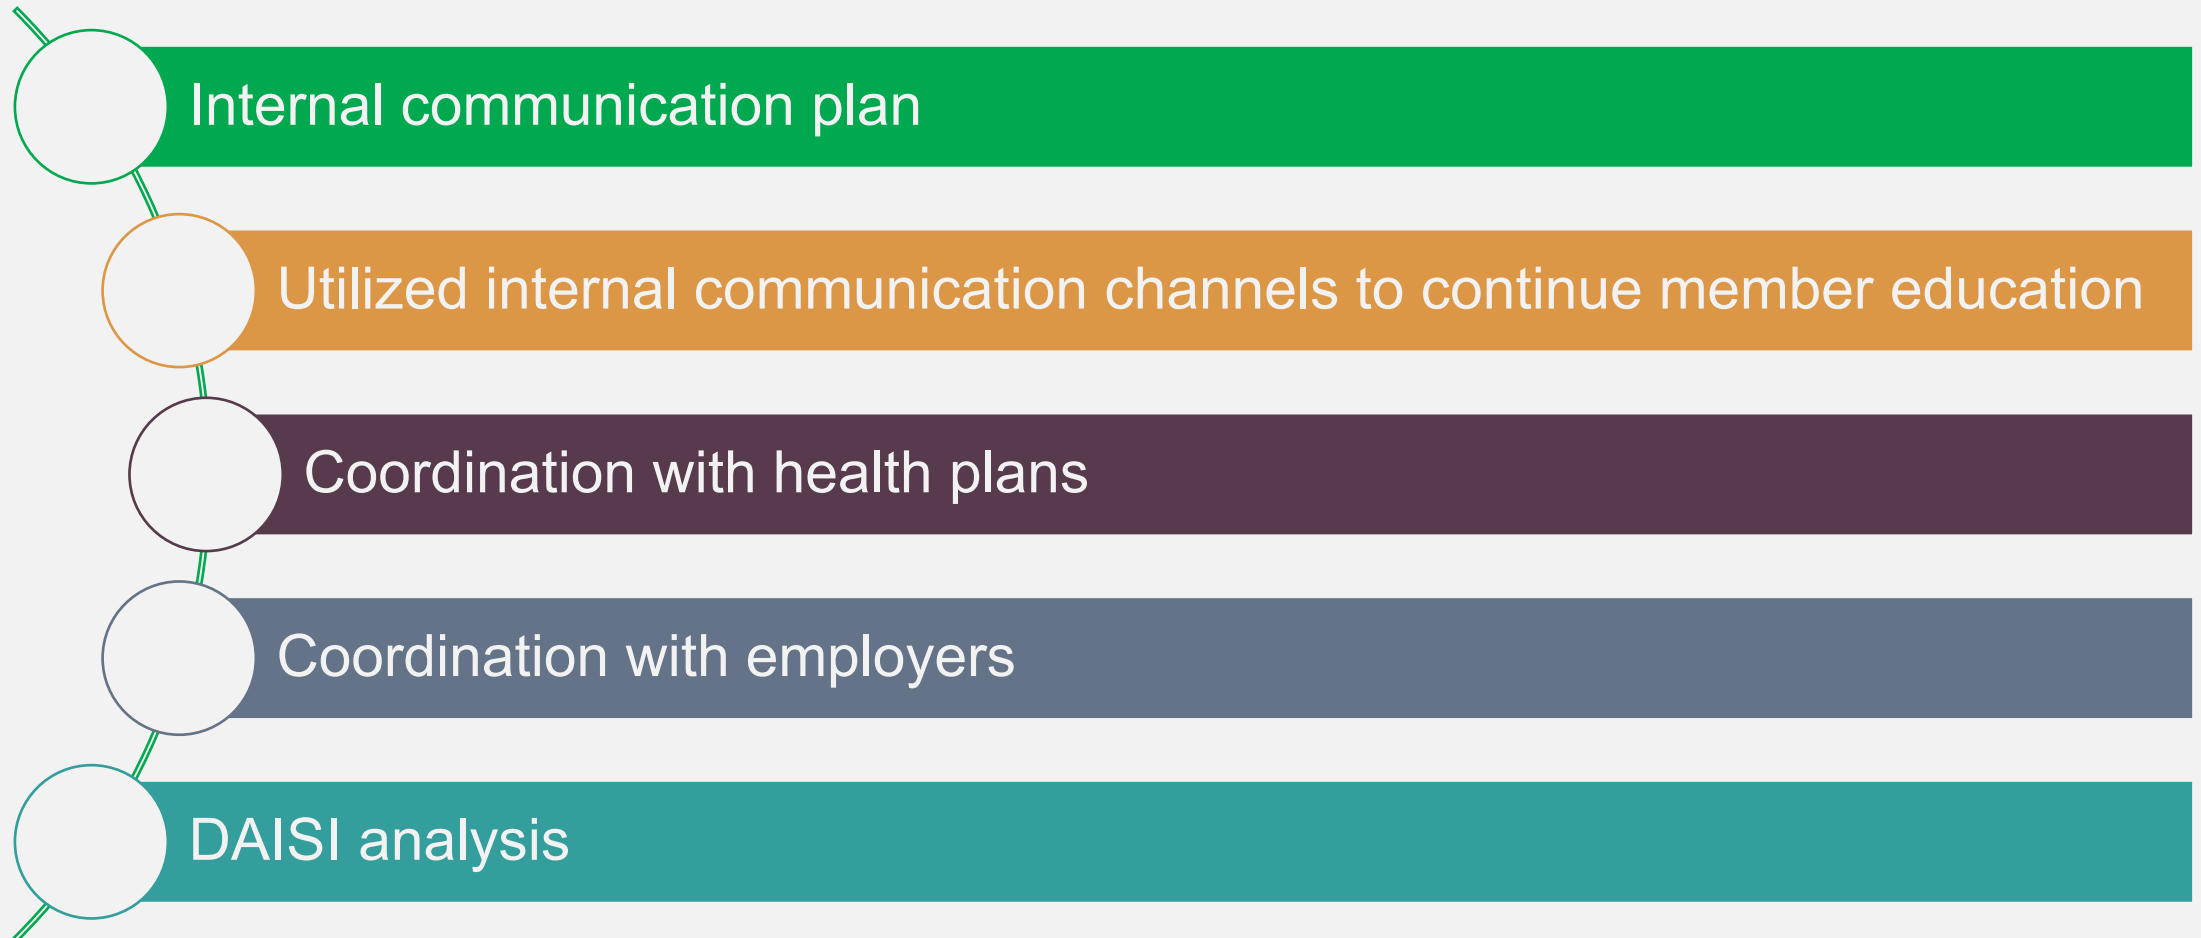 Internal communication plan
Utilized internal communication channels to continue member education
Coordination with health plans
Coordination with employers
DAISI analysis